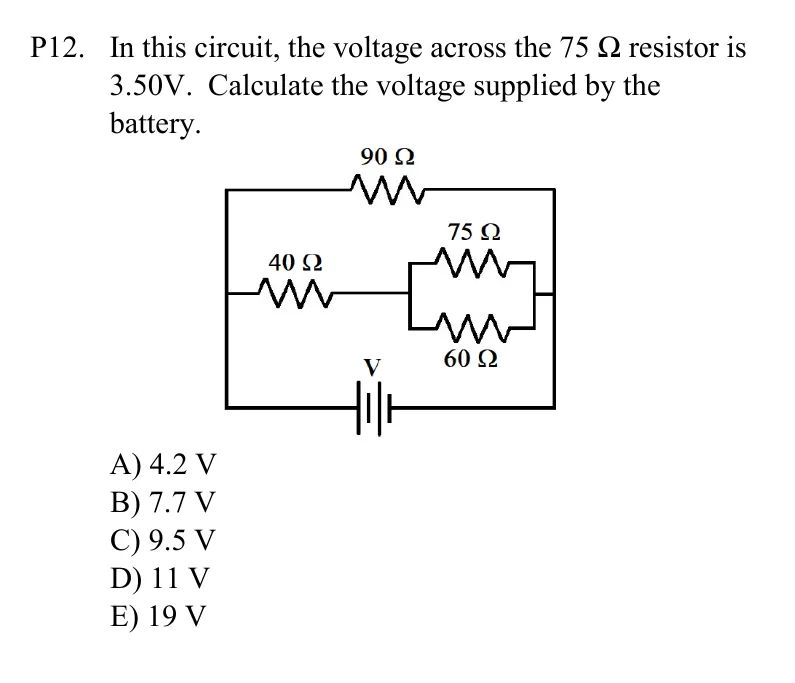 P12. In this circuit, the voltage across the 75 Ω resistor is
3.50V. Calculate the voltage supplied by the
battery.
90 Ω
75 Ω
40 Ω
60 Ω
V
A) 4.2 V
B) 7.7 V
C) 9.5 V
D) 11 V
E) 19 V